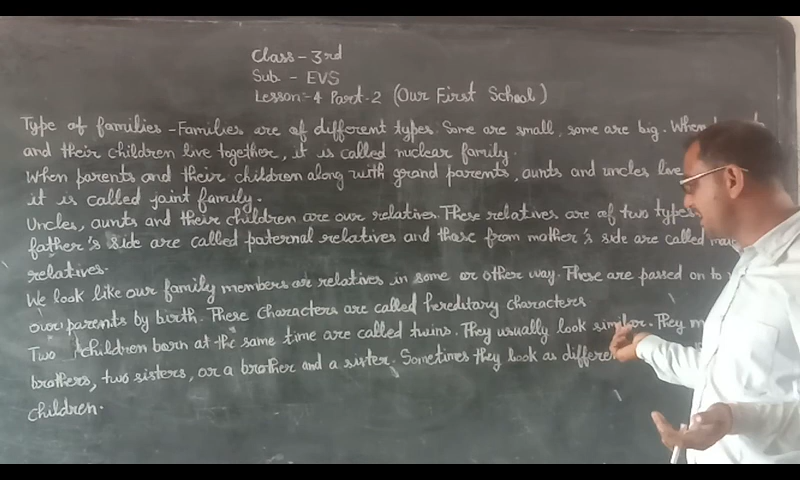 Class - 3rd
Sub. - EVS
Lesson:- 4 Part-2 (Our First School)
Type of families - Families are of different types. Some are small, some are big. When
and their children live together, it is called nuclear family.
When parents and their children along with grand parents, aunts and uncles live
it is called joint family.
Uncles, aunts and their children are our relatives. These relatives are of two types
father's side are called paternal relatives and those from mother's side are called
relatives.
We look like our family members or relatives in some or other way. These are passed on to
our parents by birth. These characters are called hereditary characters
Two children born at the same time are called twins. They usually look similar. They
brothers, two sisters, or a brother and a sister. Sometimes they look as
children.